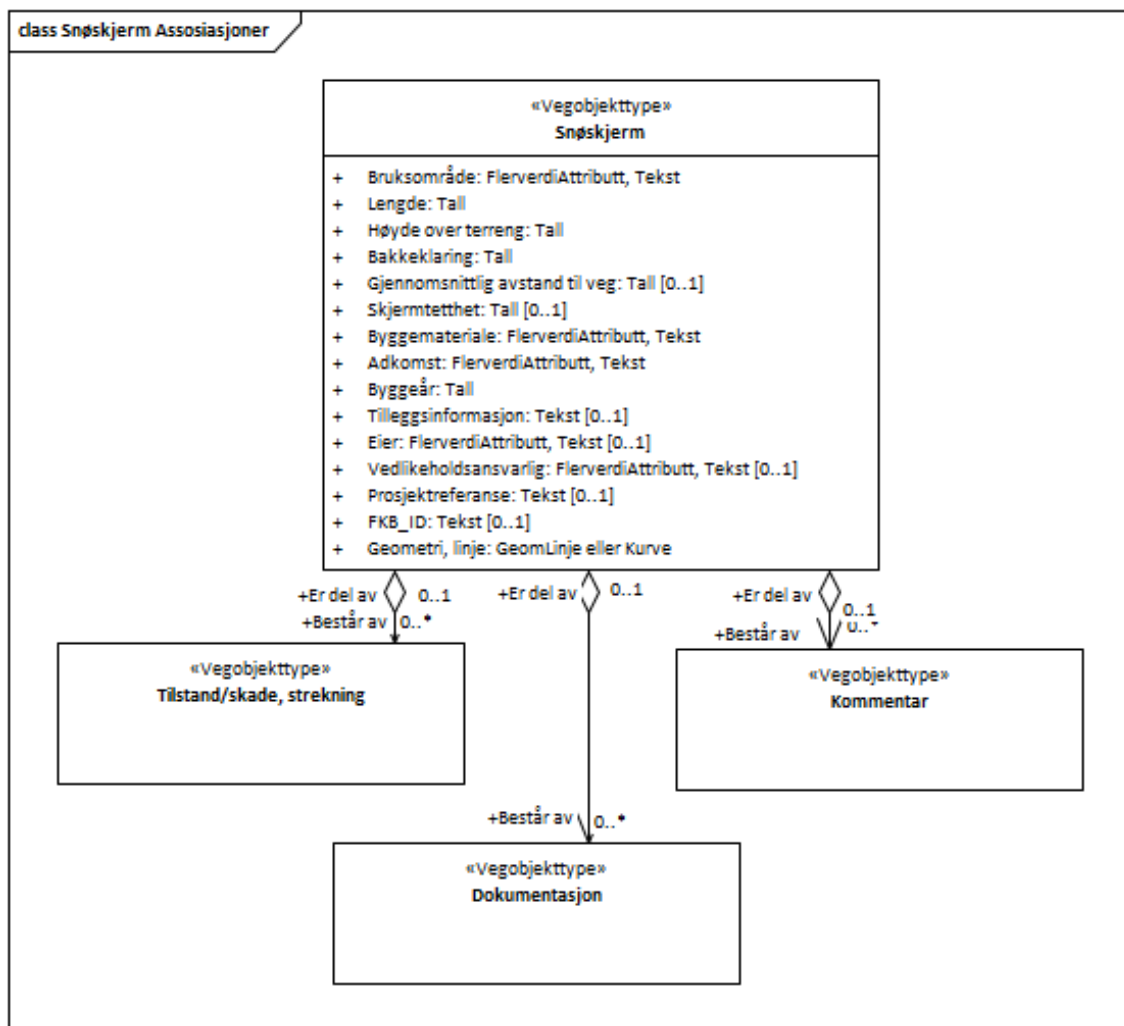 class Snøskjerm Assosiasjoner
«Vegobjekttype»
Snøskjerm
+ Bruksområde: FlerverdiAttributt, Tekst
+ Lengde: Tall
+ Høyde over terreng: Tall
+ Bakkeklaring: Tall
+ Gjennomsnittlig avstand til veg: Tall [0..1]
+ Skjermtetthet: Tall [0..1]
+ Byggemateriale: FlerverdiAttributt, Tekst
+ Adkomst: FlerverdiAttributt, Tekst
+ Byggeår: Tall
+ Tilleggsinformasjon: Tekst [0..1]
+ Eier: FlerverdiAttributt, Tekst [0..1]
+ Vedlikeholdsansvarlig: FlerverdiAttributt, Tekst [0..1]
+ Prosjektreferanse: Tekst [0..1]
+ FKB_ID: Tekst [0..1]
+ Geometri, linje: GeomLinje eller Kurve
+Er del av 0..1
+Består av 0..*
«Vegobjekttype»
Tilstand/skade, strekning
+Er del av 0..1
+Består av 0..*
«Vegobjekttype»
Dokumentasjon
+Er del av 0..1
+Består av 0..*
«Vegobjekttype»
Kommentar